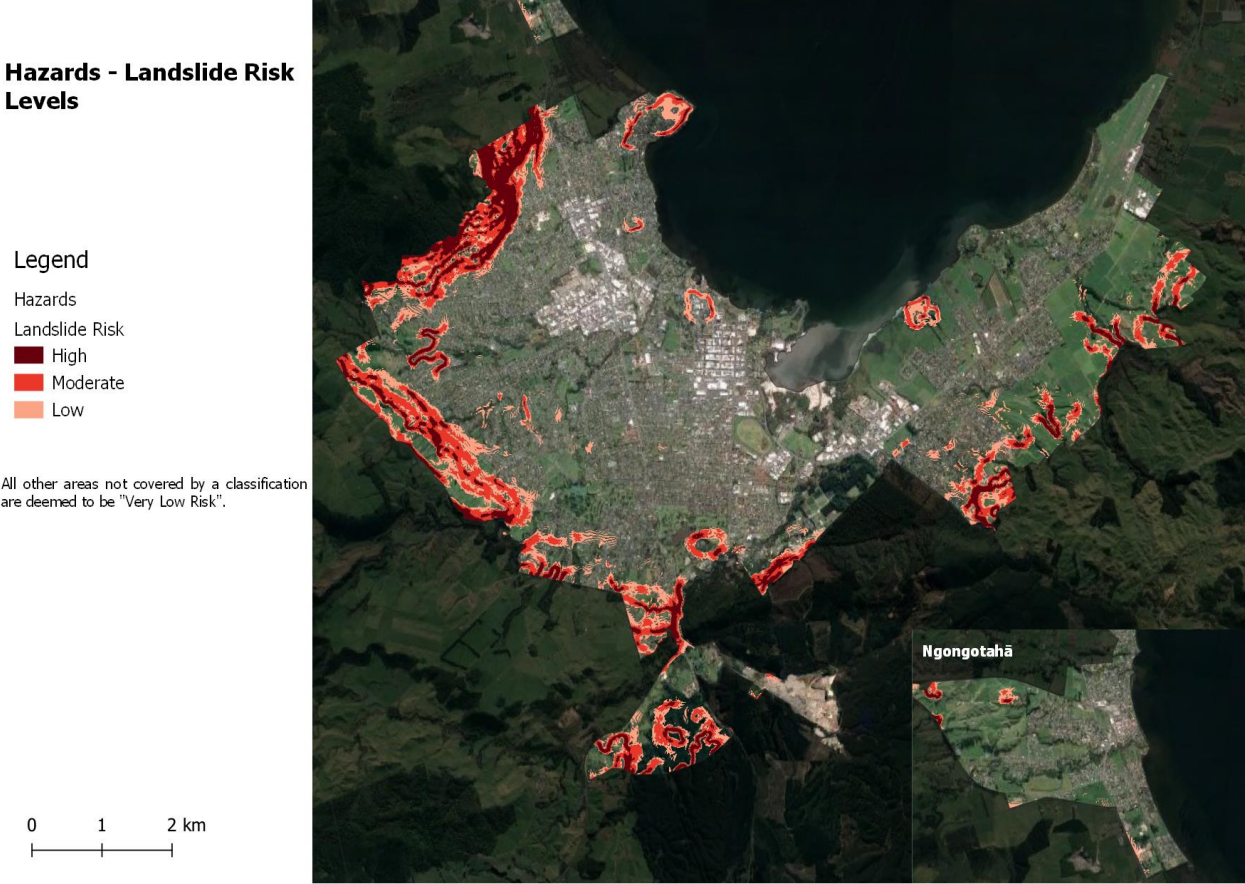 Hazards - Landslide Risk
Levels
Legend
Hazards
Landslide Risk
High
Moderate
Low
All other areas not covered by a classification
are deemed to be "Very Low Risk".
0 1 2 km
Ngongotahā